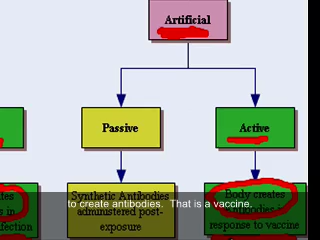 Artificial
Passive
Active
Synthetic Antibodies
administered post-
exposure
Body creates
response to vaccine
to create antibodies. That is a vaccine.